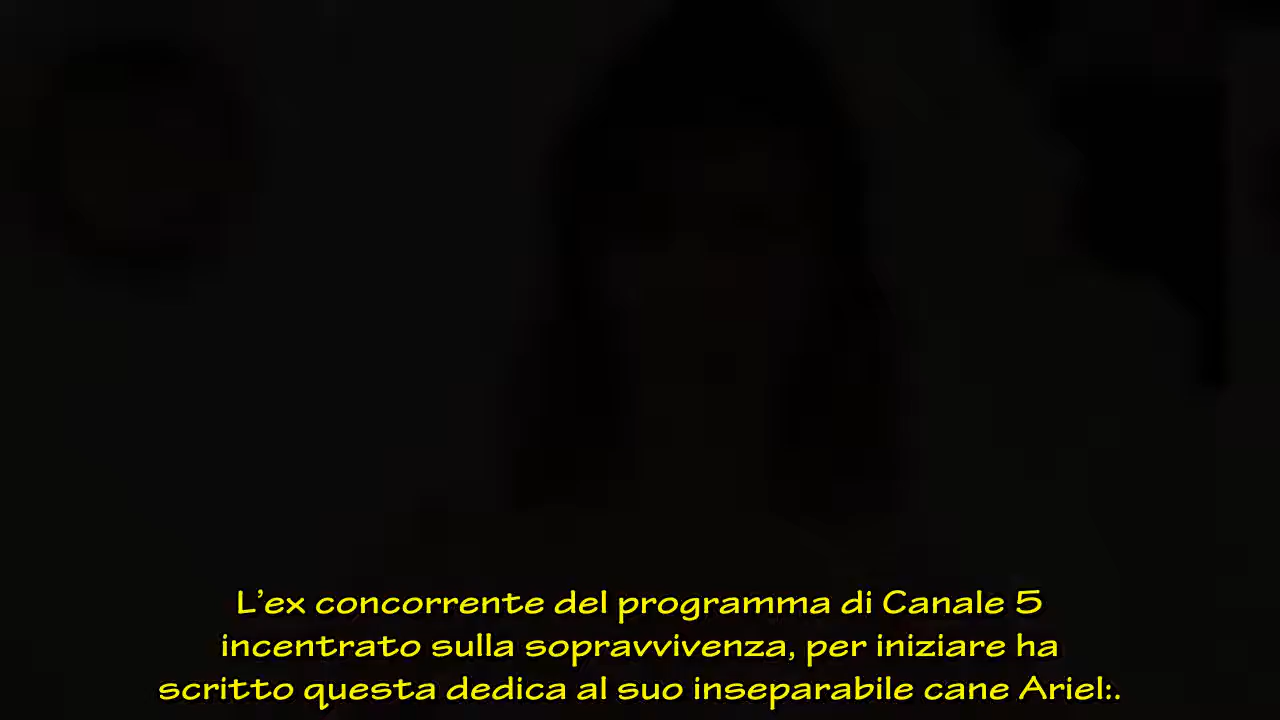 L’ex concorrente del programma di Canale 5
incentrato sulla sopravvivenza, per iniziare ha
scritto questa dedica al suo inseparabile cane Ariel:.